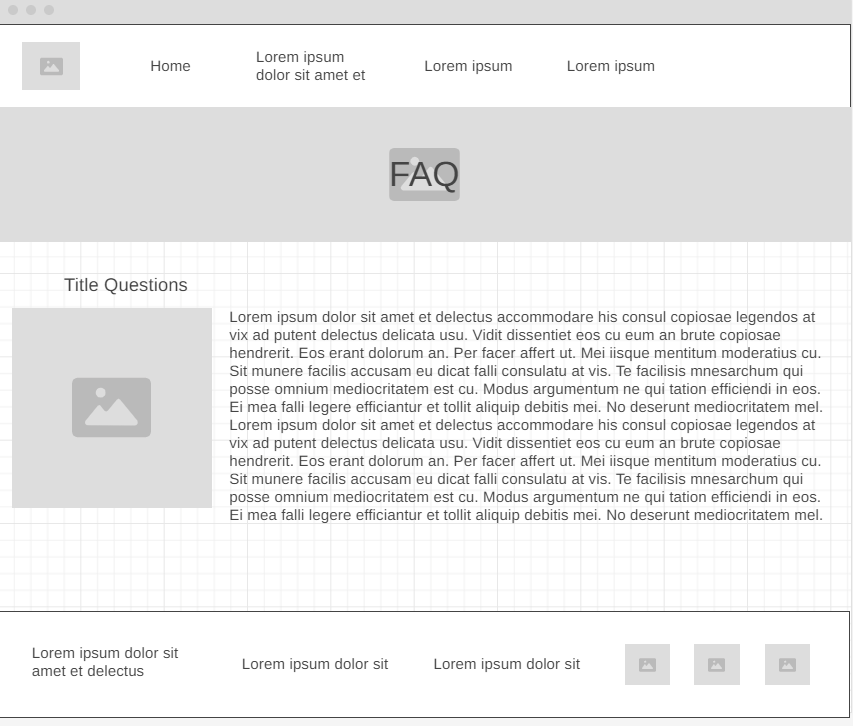 Home
Lorem ipsum
dolor sit amet et
Lorem ipsum
Lorem ipsum
FAQ
Title Questions
Lorem ipsum dolor sit amet et delectus accommodare his consul copiosae legendos at
vix ad putent delectus delicata usu. Vidit dissentiet eos cu eum an brute copiosae
hendrerit. Eos erant dolorum an. Per facer affert ut. Mei iisque mentitum moderatius cu.
Sit munere facilis accusam eu dicat falli consulatu at vis. Te facilisis mnesarchum qui
posse omnium mediocritatem est cu. Modus argumentum ne qui tation efficiendi in eos.
Ei mea falli legere efficiantur et tollit aliquip debitis mei. No deserunt mediocritatem mel.
Lorem ipsum dolor sit amet et delectus accommodare his consul copiosae legendos at
vix ad putent delectus delicata usu. Vidit dissentiet eos cu eum an brute copiosae
hendrerit. Eos erant dolorum an. Per facer affert ut. Mei iisque mentitum moderatius cu.
Sit munere facilis accusam eu dicat falli consulatu at vis. Te facilisis mnesarchum qui
posse omnium mediocritatem est cu. Modus argumentum ne qui tation efficiendi in eos.
Ei mea falli legere efficiantur et tollit aliquip debitis mei. No deserunt mediocritatem mel.
Lorem ipsum dolor sit
amet et delectus
Lorem ipsum dolor sit
Lorem ipsum dolor sit